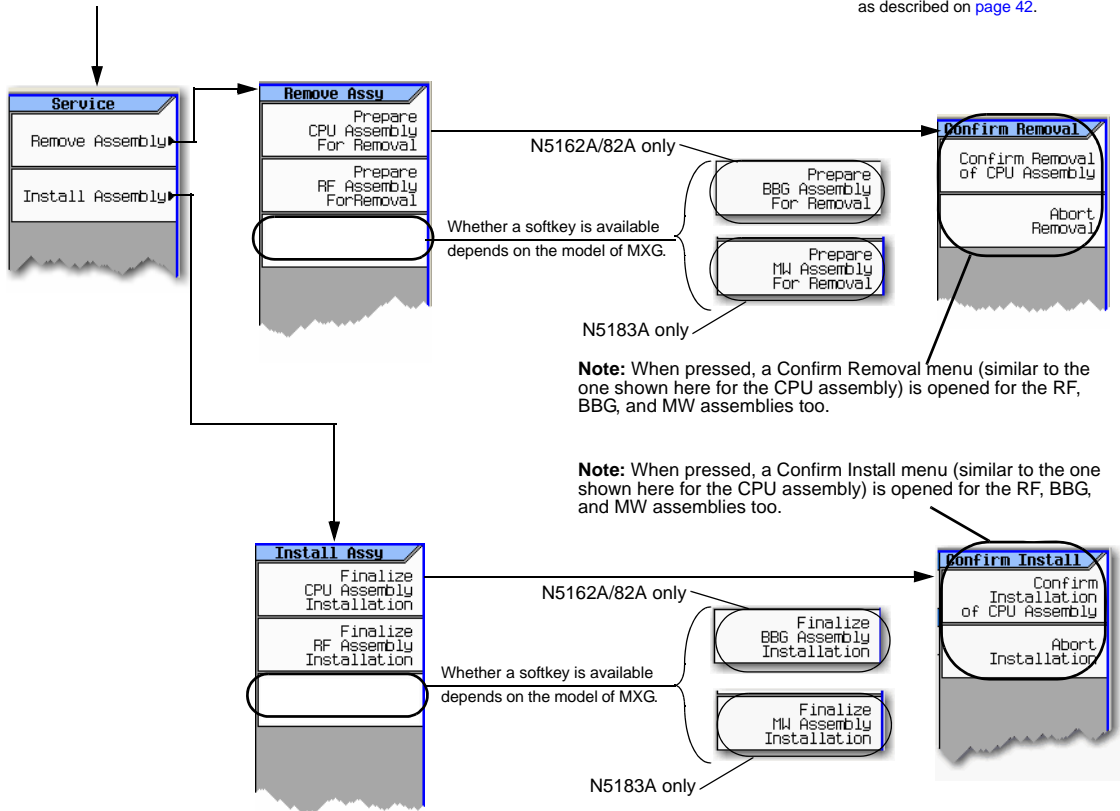 as described on page 42.
Service
Remove Assembly
Install Assembly
Remove Assy
Prepare
CPU Assembly
For Removal
Prepare
RF Assembly
ForRemoval
Whether a softkey is available
depends on the model of MXG.
N5162A/82A only
Prepare
BBG Assembly
For Removal
Prepare
MW Assembly
For Removal
N5183A only
Confirm Removal
Confirm Removal
of CPU Assembly
Abort
Removal
Note: When pressed, a Confirm Removal menu (similar to the
one shown here for the CPU assembly) is opened for the RF,
BBG, and MW assemblies too.
Note: When pressed, a Confirm Install menu (similar to the one
shown here for the CPU assembly) is opened for the RF, BBG,
and MW assemblies too.
Install Assy
Finalize
CPU Assembly
Installation
Finalize
RF Assembly
Installation
Whether a softkey is available
depends on the model of MXG.
N5162A/82A only
Finalize
BBG Assembly
Installation
Finalize
MW Assembly
Installation
N5183A only
Confirm Install
Confirm
Installation
of CPU Assembly
Abort
Installation